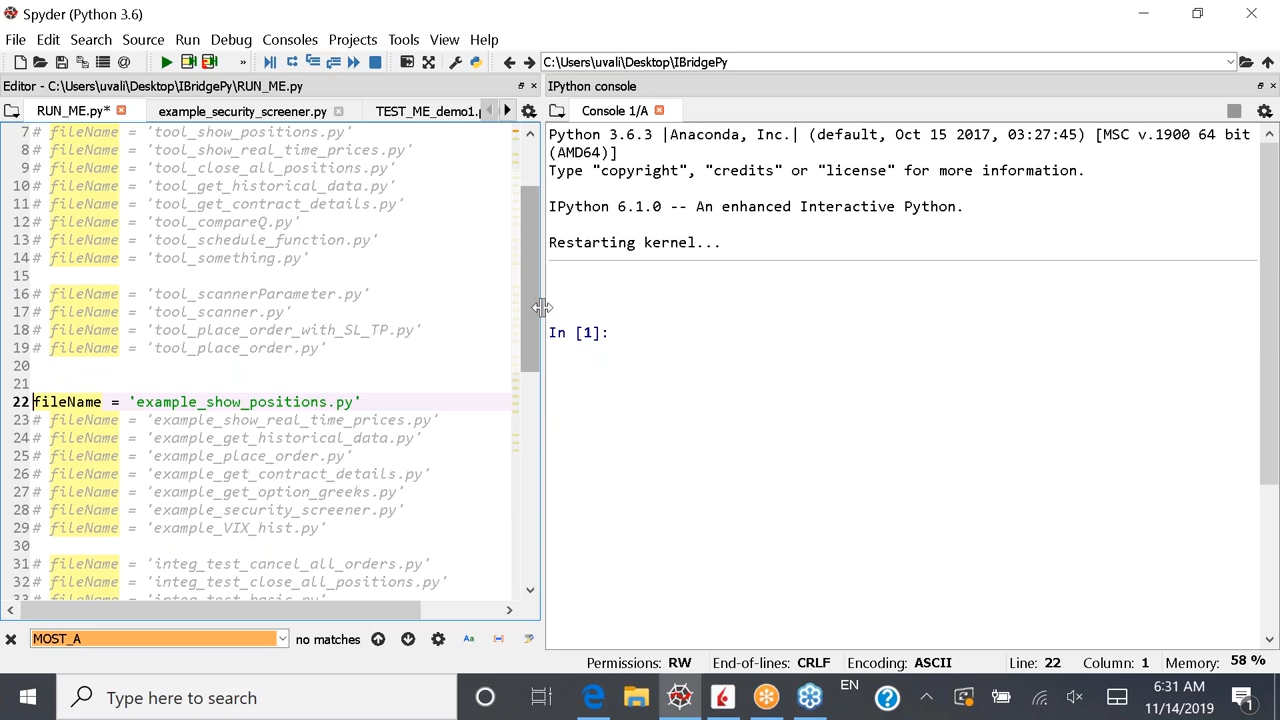 Spyder (Python 3.6)
File Edit Search Source Run Debug Consoles Projects Tools View Help
C:\Users\uvali\Desktop\IBridgePy
Editor - C:\Users\uvali\Desktop\IBridgePy\RUN_ME.py
IPython console
RUN_ME.py* example_security_screener.py TEST_ME_demo1.
Console 1/A
7 # fileName = 'tool_show_positions.py'
8 # fileName = 'tool_show_real_time_prices.py'
9 # fileName = 'tool_close_all_positions.py'
10 # fileName = 'tool_get_historical_data.py'
11 # fileName = 'tool_get_contract_details.py'
12 # fileName = 'tool_compareQ.py'
13 # fileName = 'tool_schedule_function.py'
14 # fileName = 'tool_something.py'
15
16 # fileName = 'tool_scannerParameter.py'
17 # fileName = 'tool_scanner.py'
18 # fileName = 'tool_place_order_with_SL_TP.py'
19 # fileName = 'tool_place_order.py'
20
21
22 fileName = 'example_show_positions.py'
23 # fileName = 'example_show_real_time_prices.py'
24 # fileName = 'example_get_historical_data.py'
25 # fileName = 'example_place_order.py'
26 # fileName = 'example_get_contract_details.py'
27 # fileName = 'example_get_option_greeks.py'
28 # fileName = 'example_security_screener.py'
29 # fileName = 'example_VIX_hist.py'
30
31 # fileName = 'integ_test_cancel_all_orders.py'
32 # fileName = 'integ_test_close_all_positions.py'
33 # fileName = 'integ_test_basic.py'
Python 3.6.3 |Anaconda, Inc.| (default, Oct 15 2017, 03:27:45) [MSC v.1900 64 bit
(AMD64)]
Type "copyright", "credits" or "license" for more information.
IPython 6.1.0 -- An enhanced Interactive Python.
Restarting kernel...
In [1]:
MOST_A no matches Aa
Permissions: RW End-of-lines: CRLF Encoding: ASCII Line: 22 Column: 1 Memory: 58 %
Type here to search
EN
6:31 AM
11/14/2019
1